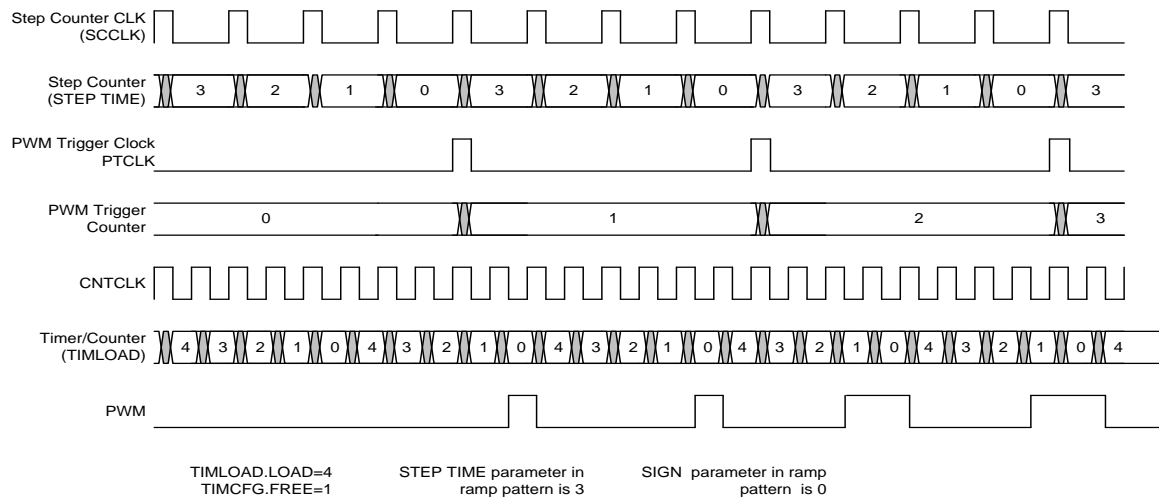 Step Counter CLK
(SCCLK)
Step Counter
(STEP TIME)
3 2 1 0 3 2 1 0 3 2 1 0 3
PWM Trigger Clock
PTCLK
PWM Trigger
Counter
0 1 2 3
CNTCLK
Timer/Counter
(TIMLOAD)
4 3 2 1 0 4 3 2 1 0 4 3 2 1 0 4 3 2 1 0 4 3 2 1 0 4
PWM
TIMLOAD.LOAD=4
TIMCFG.FREE=1
STEP TIME parameter in
ramp pattern is 3
SIGN parameter in ramp
pattern is 0